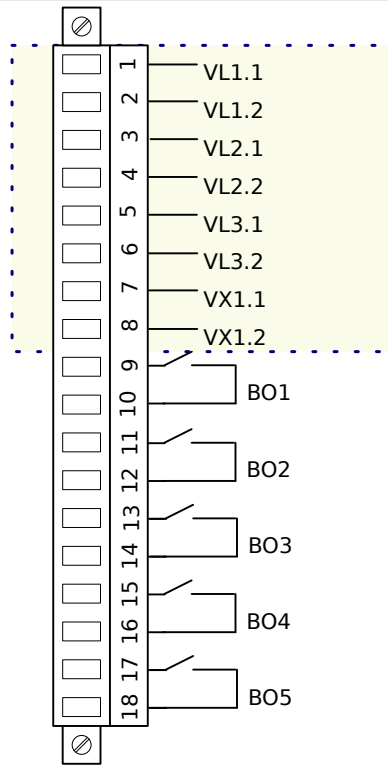 1 VL1.1
2 VL1.2
3 VL2.1
4 VL2.2
5 VL3.1
6 VL3.2
7 VX1.1
8 VX1.2
9
10 BO1
11
12 BO2
13
14 BO3
15
16 BO4
17
18 BO5